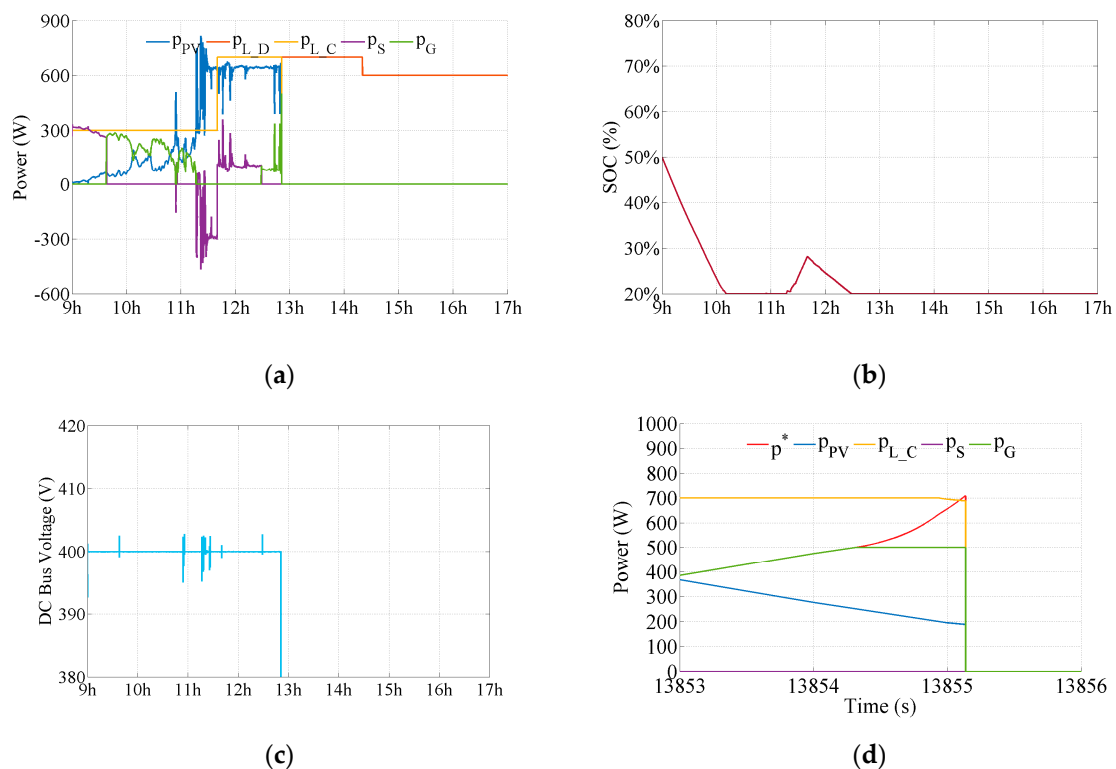 900
600
300
0
-300
-600
Power (W)
p_PV p_L_D p_L_C p_S p_G
9h 10h 11h 12h 13h 14h 15h 16h 17h
(a)
80%
70%
60%
50%
40%
30%
20%
SOC (%)
9h 10h 11h 12h 13h 14h 15h 16h 17h
(b)
420
410
400
390
380
DC Bus Voltage (V)
9h 10h 11h 12h 13h 14h 15h 16h 17h
(c)
1000
900
800
700
600
500
400
300
200
100
0
Power (W)
p* p_PV p_L_C p_S p_G
13853 13854 13855 13856
Time (s)
(d)